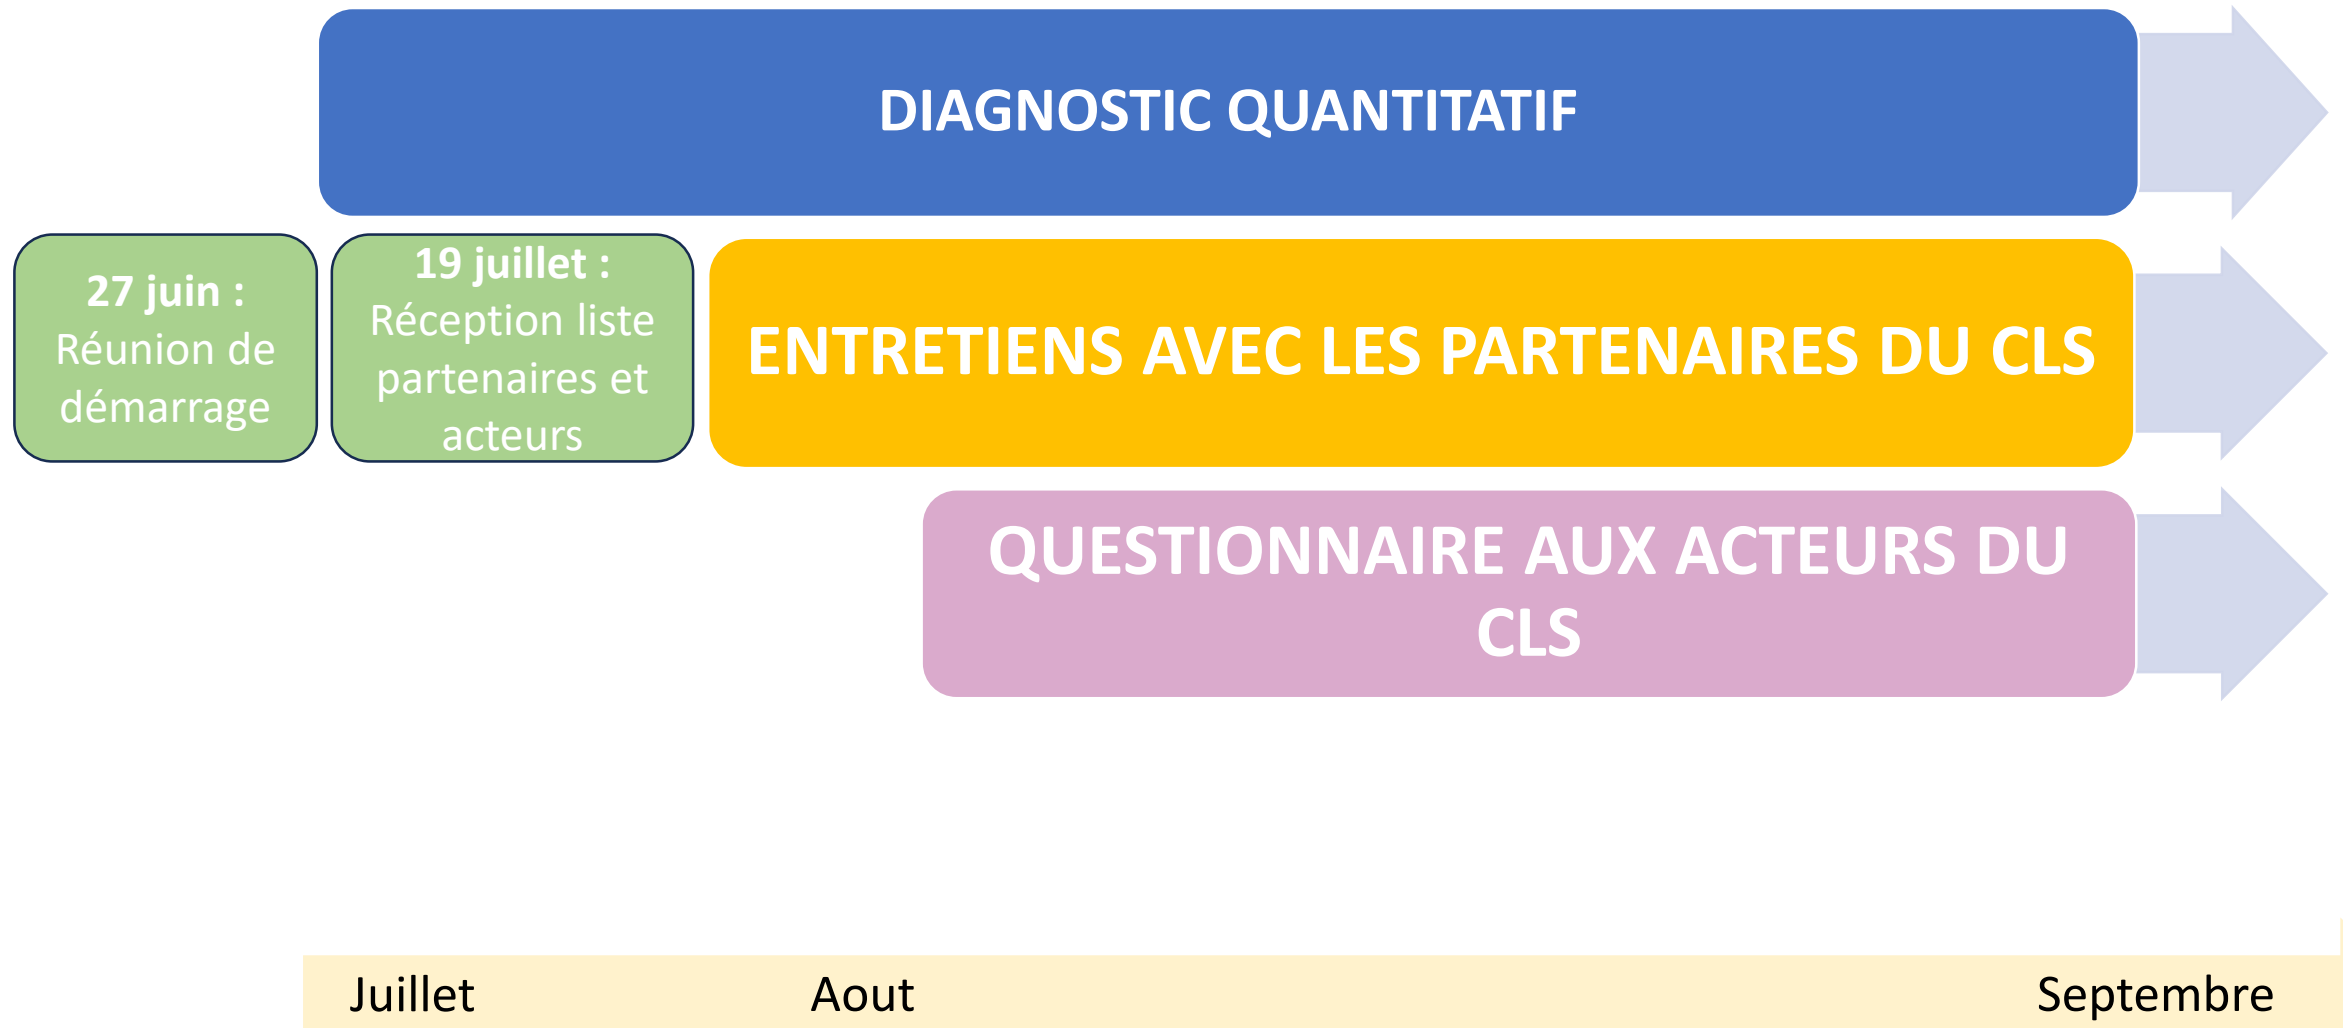 DIAGNOSTIC QUANTITATIF
27 juin :
Réunion de
démarrage
19 juillet :
Réception liste
partenaires et
acteurs
ENTRETIENS AVEC LES PARTENAIRES DU CLS
QUESTIONNAIRE AUX ACTEURS DU
CLS
Juillet
Aout
Septembre